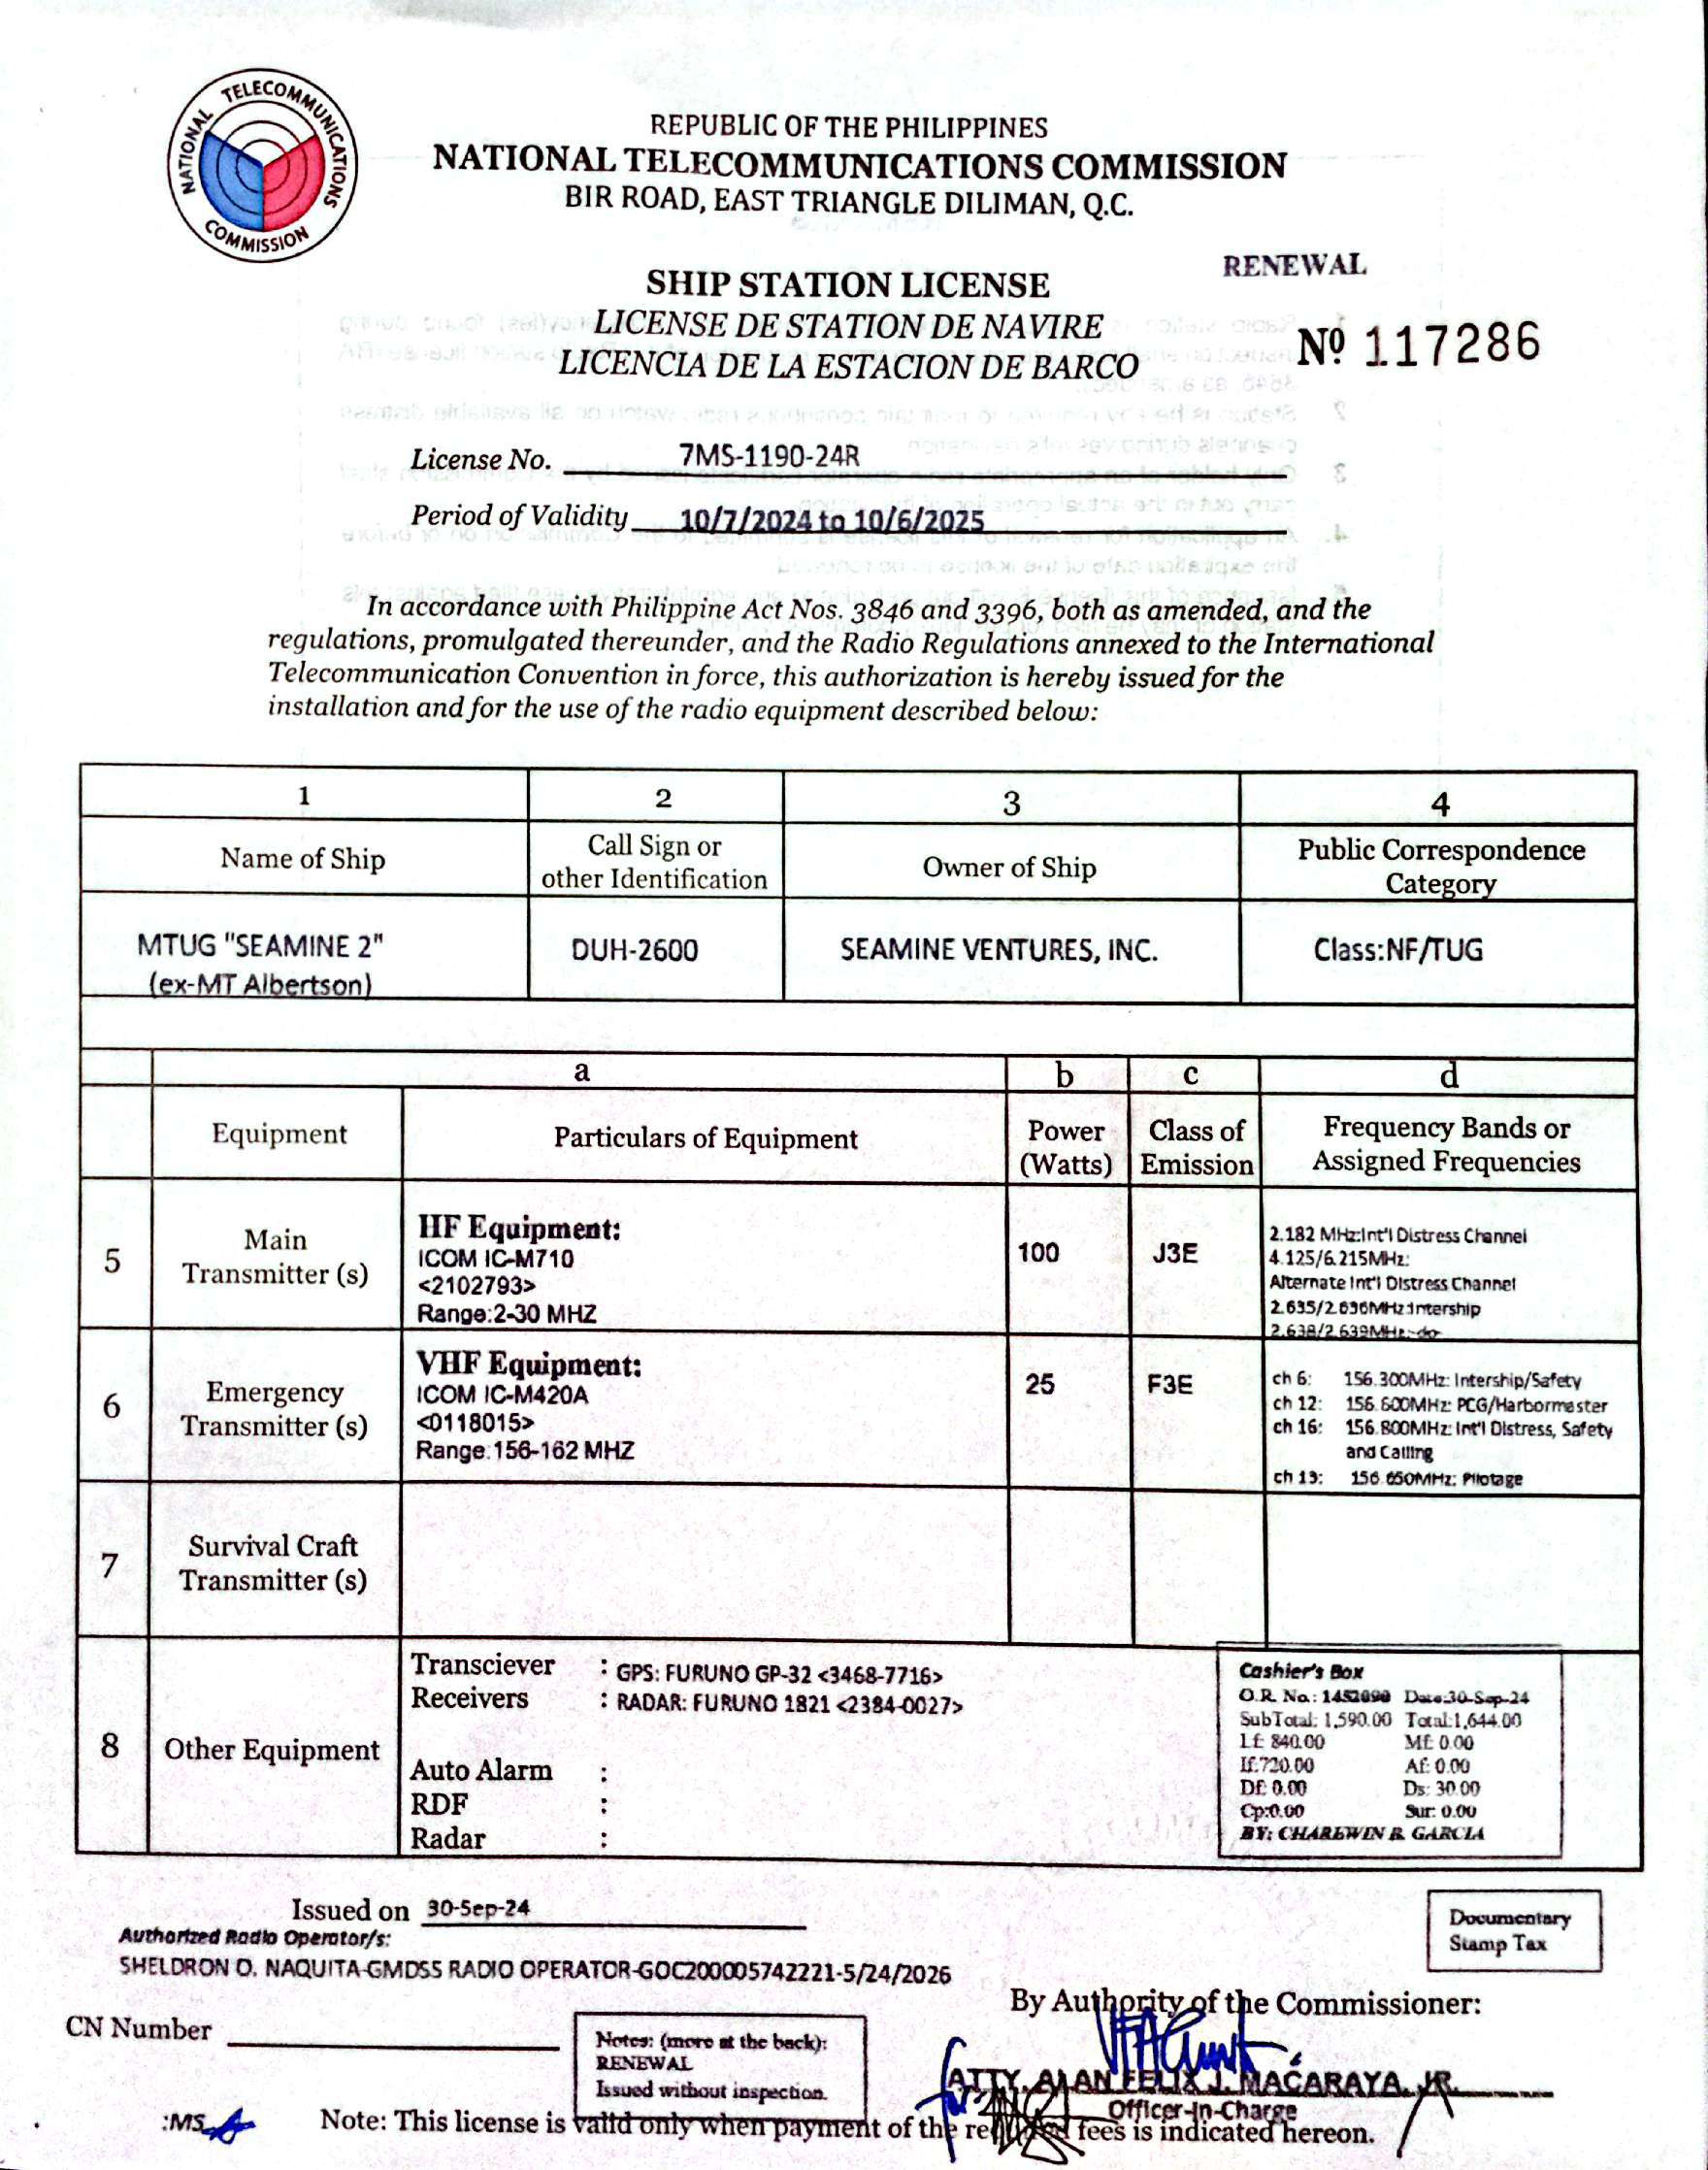 NATIONAL TELECOMMUNICATIONS COMMISSION
REPUBLIC OF THE PHILIPPINES
NATIONAL TELECOMMUNICATIONS COMMISSION
BIR ROAD, EAST TRIANGLE DILIMAN, Q.C.
RENEWAL
SHIP STATION LICENSE
LICENSE DE STATION DE NAVIRE
LICENCIA DE LA ESTACION DE BARCO
Nº 117286
License No. 7MS-1190-24R
Period of Validity 10/7/2024 to 10/6/2025
In accordance with Philippine Act Nos. 3846 and 3396, both as amended, and the
regulations, promulgated thereunder, and the Radio Regulations annexed to the International
Telecommunication Convention in force, this authorization is hereby issued for the
installation and for the use of the radio equipment described below:
1 2 3 4
Name of Ship
Call Sign or
other Identification
Owner of Ship
Public Correspondence
Category
MTUG "SEAMINE 2"
(ex-MT Albertson)
DUH-2600
SEAMINE VENTURES, INC.
Class:NF/TUG
a b c d
Equipment
Particulars of Equipment
Power
(Watts)
Class of
Emission
Frequency Bands or
Assigned Frequencies
5
Main
Transmitter (s)
HF Equipment:
ICOM IC-M710
<2102793>
Range:2-30 MHZ
100
J3E
2.182 MHz:Int'l Distress Channel
4.125/6.215MHz:
Alternate Int'l Distress Channel
2.635/2.636MHz:Intership
2.638/2.639MHz:-do-
6
Emergency
Transmitter (s)
VHF Equipment:
ICOM IC-M420A
<0118015>
Range:156-162 MHZ
25
F3E
ch 6: 156.300MHz: Intership/Safety
ch 12: 156.600MHz: PCG/Harbormaster
ch 16: 156.800MHz: Int'l Distress, Safety
and Calling
ch 13: 156.650MHz: Pilotage
7
Survival Craft
Transmitter (s)
8
Other Equipment
Transciever : GPS: FURUNO GP-32 <3468-7716>
Receivers : RADAR: FURUNO 1821 <2384-0027>
Auto Alarm :
RDF :
Radar :
Cashier's Box
O.R. No.: 1452090 Date:30-Sep-24
SubTotal: 1,590.00 Total:1,644.00
Lf: 840.00 Mf: 0.00
If:720.00 Af: 0.00
Df: 0.00 Ds: 30.00
Cp:0.00 Sur: 0.00
BY: CHARLWIN B. GARCIA
Issued on 30-Sep-24
Authorized Radio Operator/s:
SHELDRON O. NAQUITA-GMDSS RADIO OPERATOR-GOC200005742221-5/24/2026
Documentary
Stamp Tax
By Authority of the Commissioner:
CN Number
Notes: (more at the back):
RENEWAL
Issued without inspection.
ATTY. ALAN FELIX J. MACARAYA, JR.
Officer-In-Charge
:MS
Note: This license is valid only when payment of the required fees is indicated hereon.